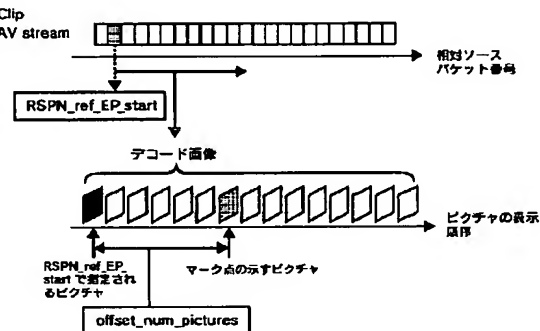 Clip
AV stream
相対ソース
パケット番号
RSPN_ref_EP_start
デコード画像
ピクチャの表示
順序
RSPN_ref_EP_
start で指定され
るピクチャ
マーク点の示すピクチャ
offset_num_pictures